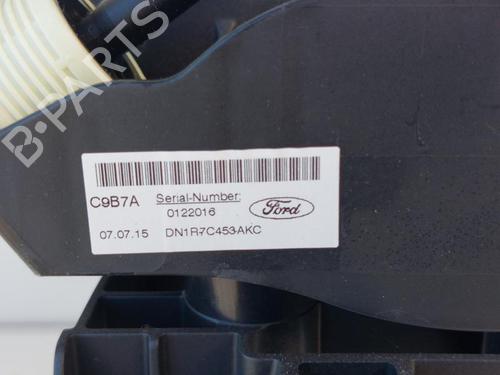 B-PARTS
C9B7A Serial-Number:
0122016
Ford
07.07.15 DN1R7C453AKC